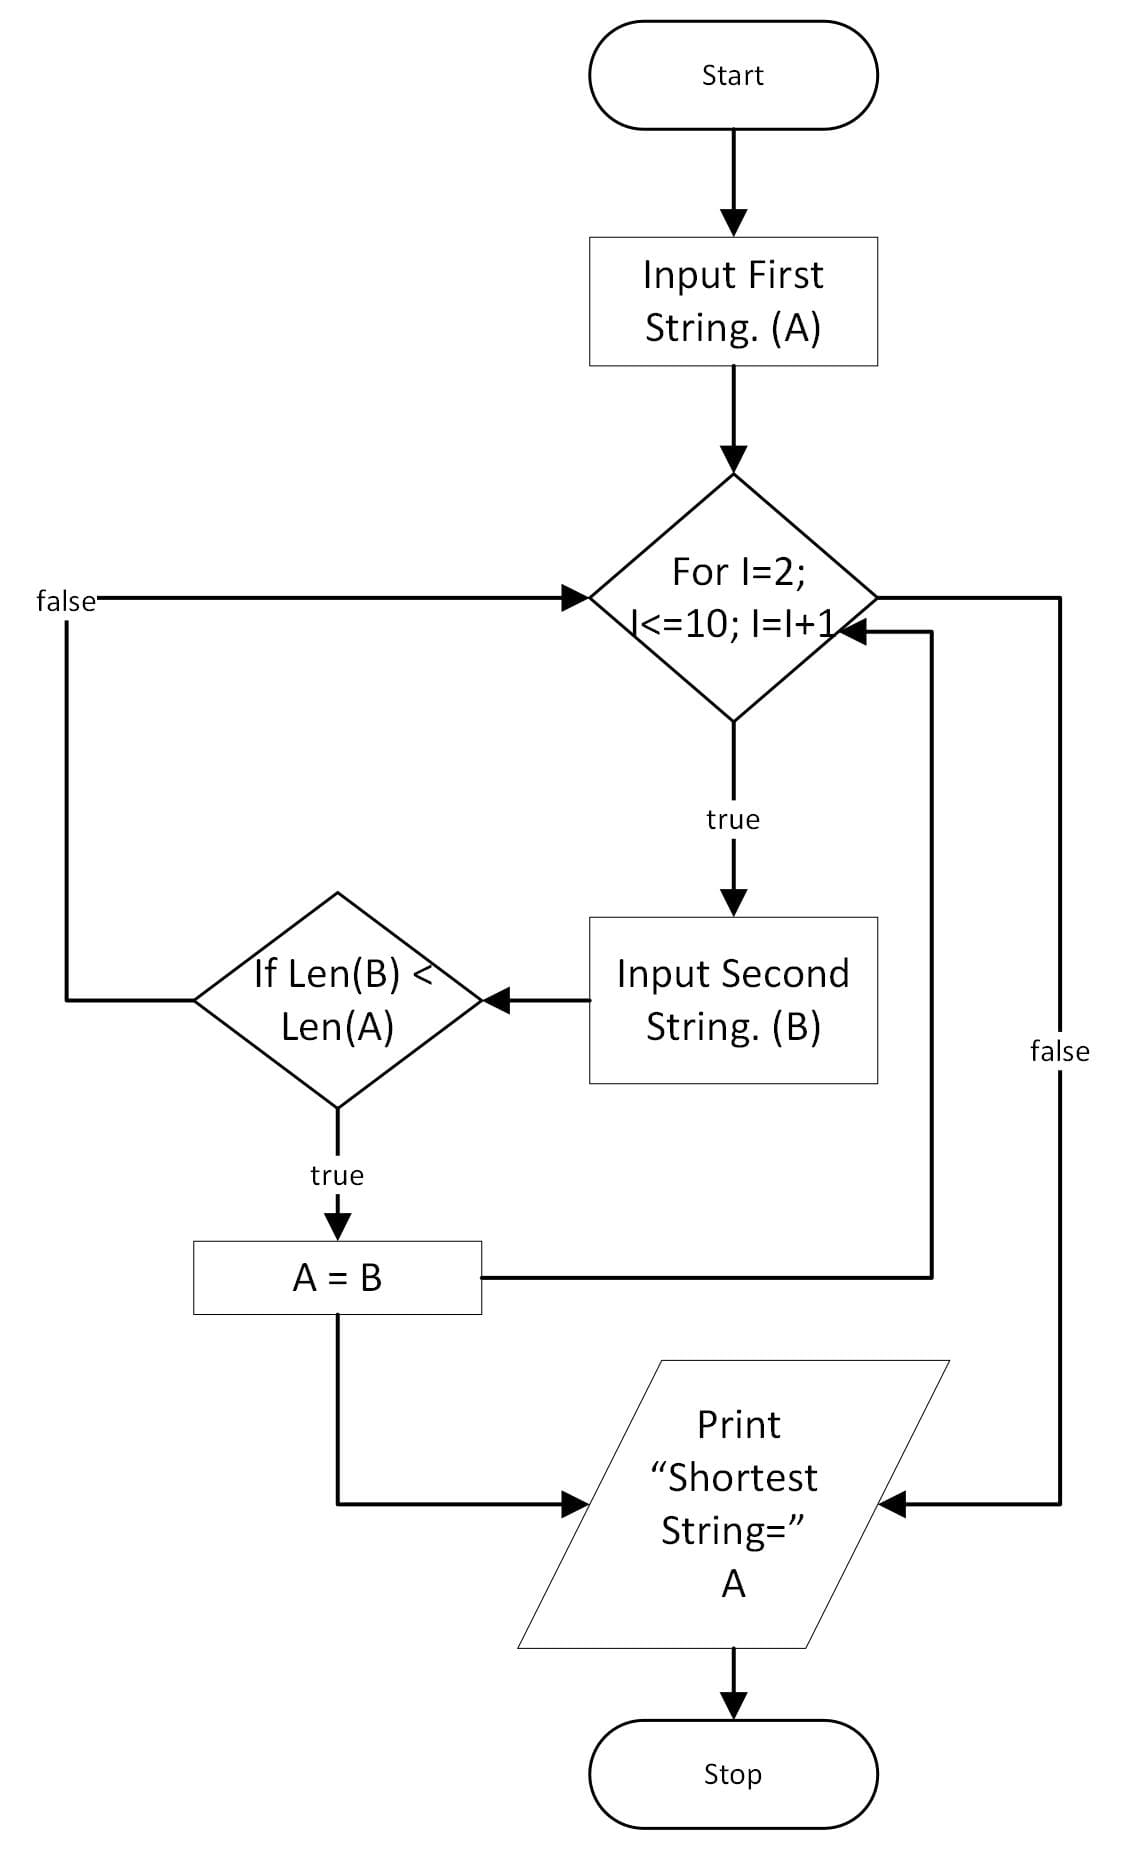 Start
Input First
String. (A)
For I=2;
I<=10; I=I+1
false
true
If Len(B) <
Len(A)
Input Second
String. (B)
false
true
A = B
Print
“Shortest
String=”
A
Stop